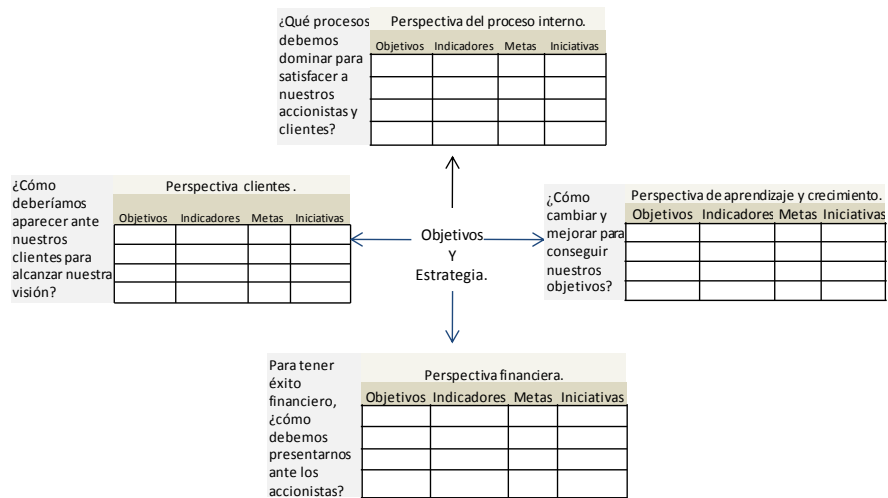 ¿Qué procesos
debemos
dominar para
satisfacer a
nuestros
accionistas y
clientes?
Perspectiva del proceso interno.
Objetivos Indicadores Metas Iniciativas
¿Cómo
deberíamos
aparecer ante
nuestros
clientes para
alcanzar nuestra
visión?
Perspectiva clientes .
Objetivos Indicadores Metas Iniciativas
Objetivos
Y
Estrategia.
¿Cómo
cambiar y
mejorar para
conseguir
nuestros
objetivos?
Perspectiva de aprendizaje y crecimiento.
Objetivos Indicadores Metas Iniciativas
Para tener
éxito
financiero,
¿cómo
debemos
presentarnos
ante los
accionistas?
Perspectiva financiera.
Objetivos Indicadores Metas Iniciativas